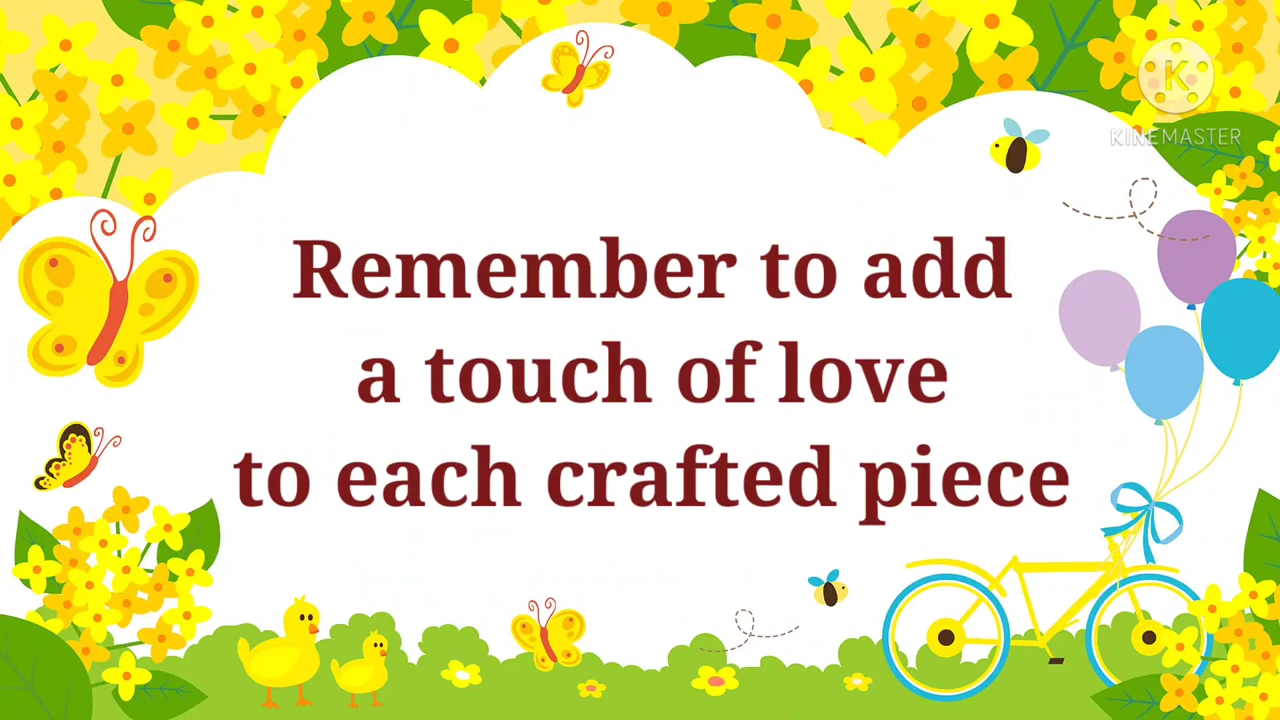 K
KINEMASTER
Remember to add
a touch of love
to each crafted piece